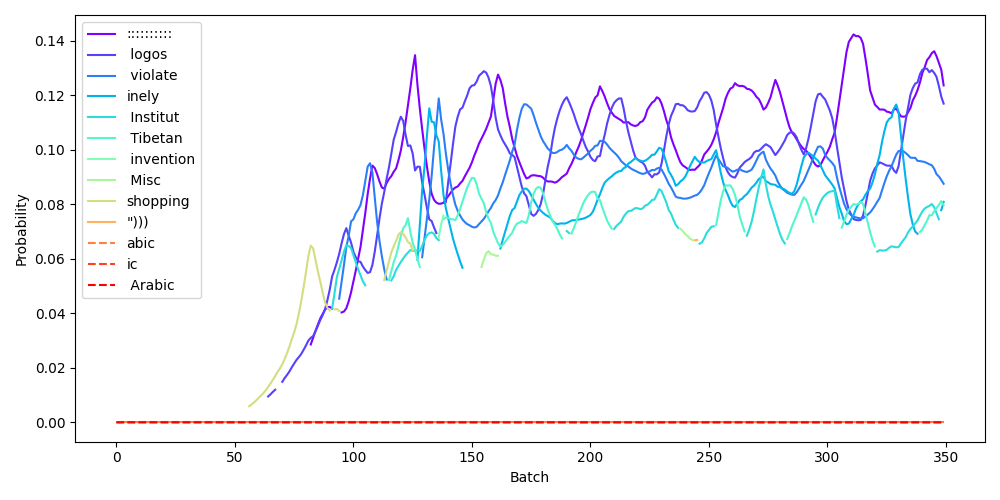 ::::::::::
logos
violate
inely
Institut
Tibetan
invention
Misc
shopping
")))
abic
ic
Arabic
Probability
0.14
0.12
0.10
0.08
0.06
0.04
0.02
0.00
0 50 100 150 200 250 300 350
Batch